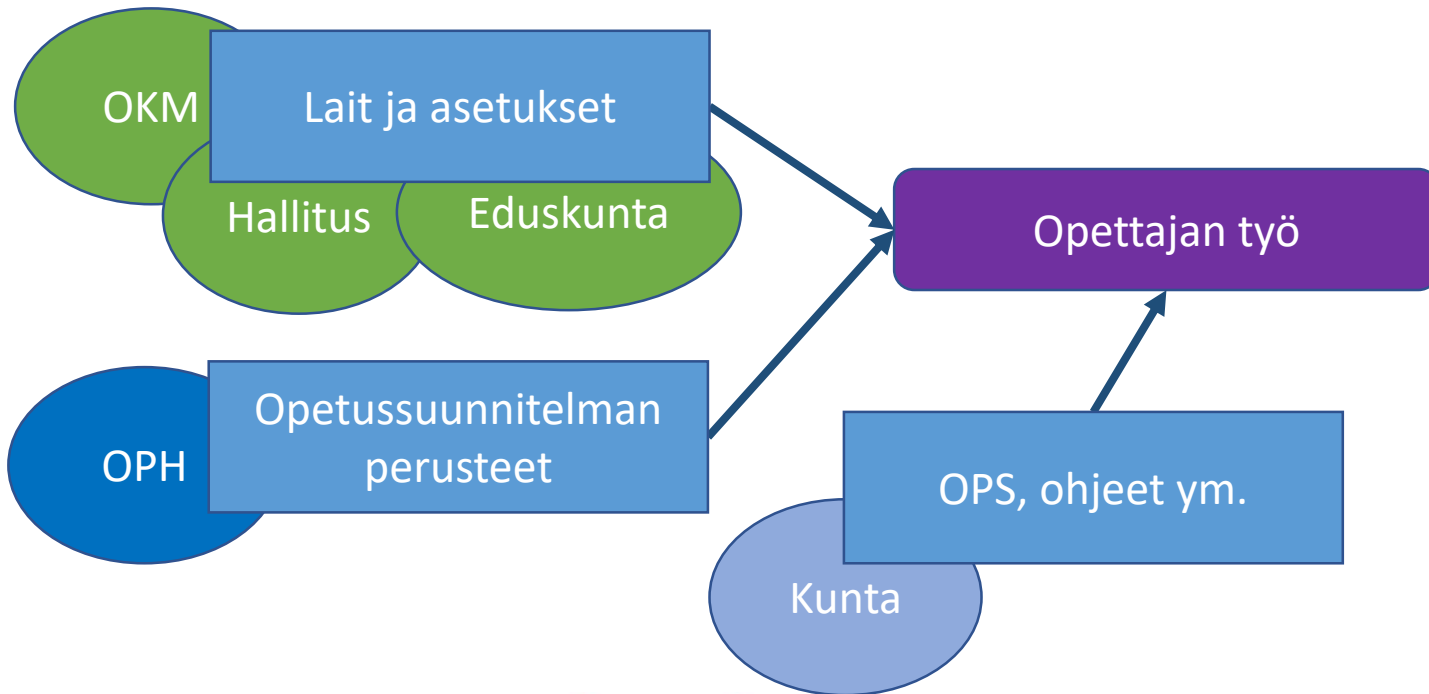 OKM
Lait ja asetukset
Hallitus
Eduskunta
Opettajan työ
OPH
Opetussuunnitelman
perusteet
OPS, ohjeet ym.
Kunta